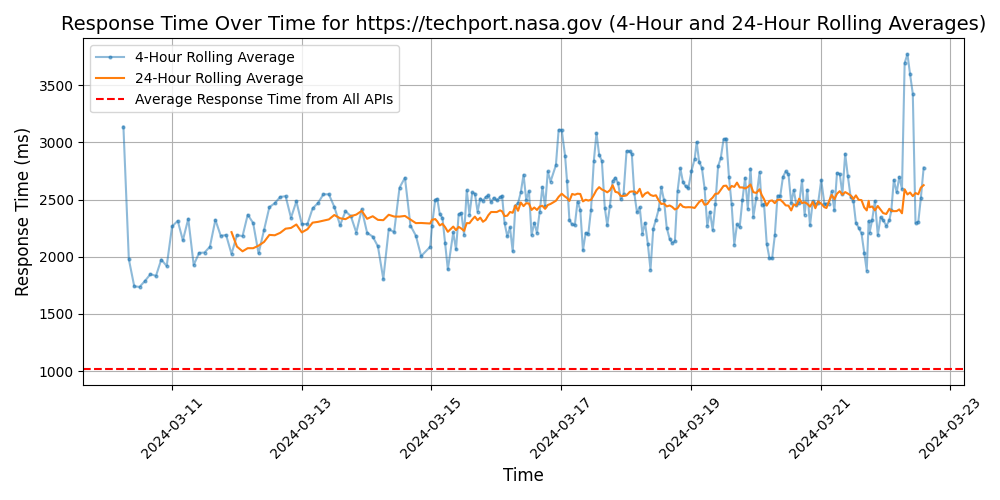 Response Time Over Time for https://techport.nasa.gov (4-Hour and 24-Hour Rolling Averages)
4-Hour Rolling Average
24-Hour Rolling Average
Average Response Time from All APIs
Response Time (ms)
3500
3000
2500
2000
1500
1000
2024-03-11
2024-03-13
2024-03-15
2024-03-17
2024-03-19
2024-03-21
2024-03-23
Time